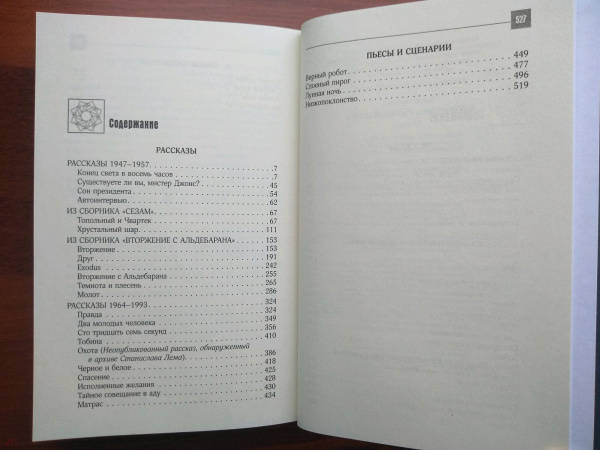 Содержание
РАССКАЗЫ
РАССКАЗЫ 1947–1957 . . . 7
Конец света в восемь часов . . . 7
Существуете ли вы, мистер Джонс? . . . 45
Сон президента . . . 54
Автоинтервью . . . 62
ИЗ СБОРНИКА «СЕЗАМ» . . . 67
Топольный и Чвартек . . . 67
Хрустальный шар . . . 111
ИЗ СБОРНИКА «ВТОРЖЕНИЕ С АЛЬДЕБАРАНА» . . . 153
Вторжение . . . 153
Друг . . . 191
Exodus . . . 242
Вторжение с Альдебарана . . . 255
Темнота и плесень . . . 265
Молот . . . 286
РАССКАЗЫ 1964–1993 . . . 324
Правда . . . 324
Два молодых человека . . . 349
Сто тридцать семь секунд . . . 356
Тобина . . . 410
Охота (Неопубликованный рассказ, обнаруженный
в архиве Станислава Лема) . . . 386
Черное и белое . . . 418
Спасение . . . 425
Исполненные желания . . . 428
Тайное совещание в аду . . . 430
Матрас . . . 434
527
ПЬЕСЫ И СЦЕНАРИИ
Верный робот . . . 449
Слоеный пирог . . . 477
Лунная ночь . . . 496
Низкопоклонство . . . 519